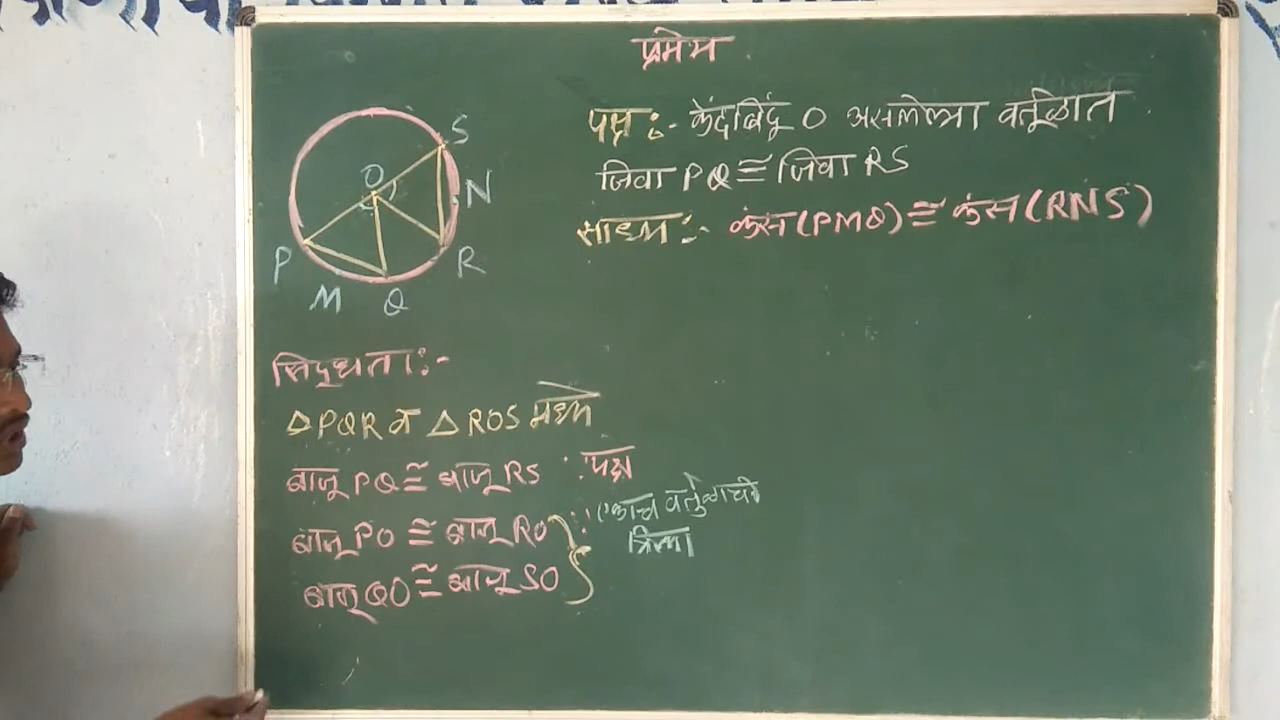 प्रमेय
पक्ष :- केंद्रबिंदू O असलेल्या वर्तुळात
जिवा PQ ≅ जिवा RS
साध्य :- कंस (PMQ) ≅ कंस (RNS)
S
O
N
P
R
M
Q
सिद्धता :-
△ PQR व △ ROS मध्ये
बाजू PQ ≅ बाजू RS ∵ पक्ष
बाजू PO ≅ बाजू RO } ∵ एकाच वर्तुळाची
त्रिज्या
बाजू QO ≅ बाजू SO